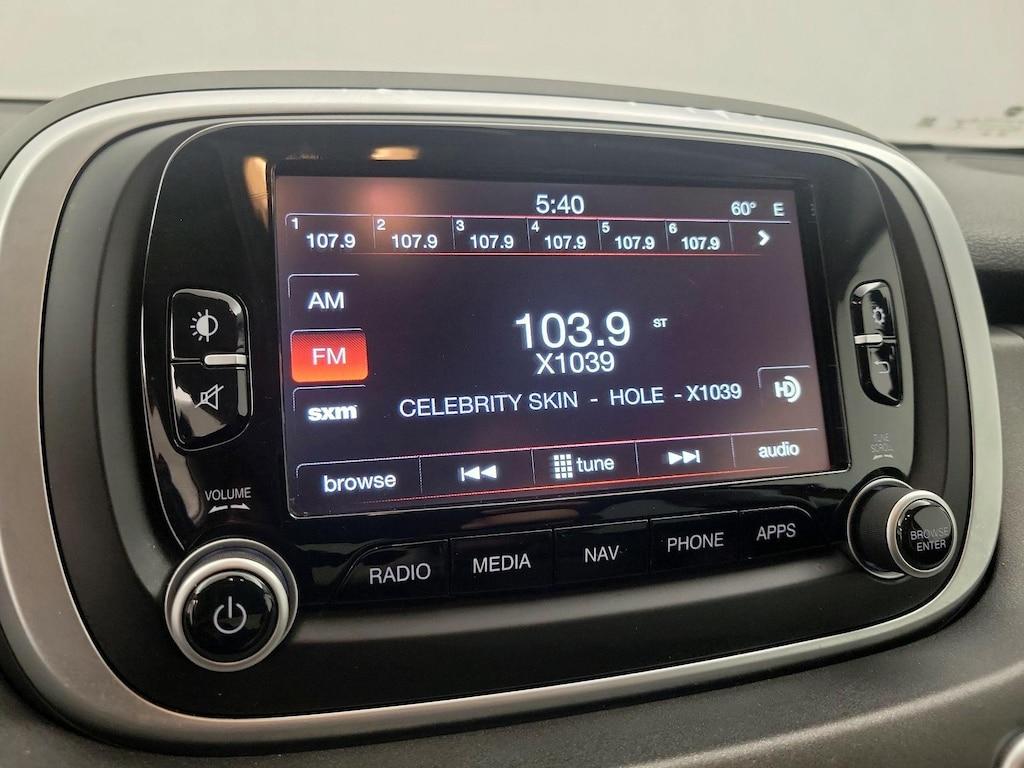 5:40
60° E
1 107.9 2 107.9 3 107.9 4 107.9 5 107.9 6 107.9
AM
103.9 ST
FM
X1039
sxm
CELEBRITY SKIN - HOLE - X1039
HD
browse tune audio
TUNE
SCROLL
VOLUME
RADIO MEDIA NAV PHONE APPS
BROWSE
ENTER